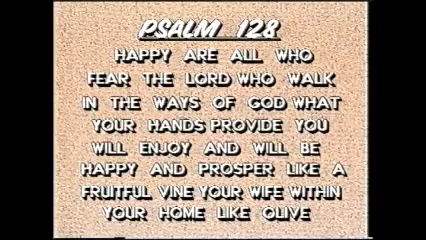 PSALM 128
HAPPY ARE ALL WHO
FEAR THE LORD WHO WALK
IN THE WAYS OF GOD WHAT
YOUR HANDS PROVIDE YOU
WILL ENJOY AND WILL BE
HAPPY AND PROSPER LIKE A
FRUITFUL VINE YOUR WIFE WITHIN
YOUR HOME LIKE OLIVE